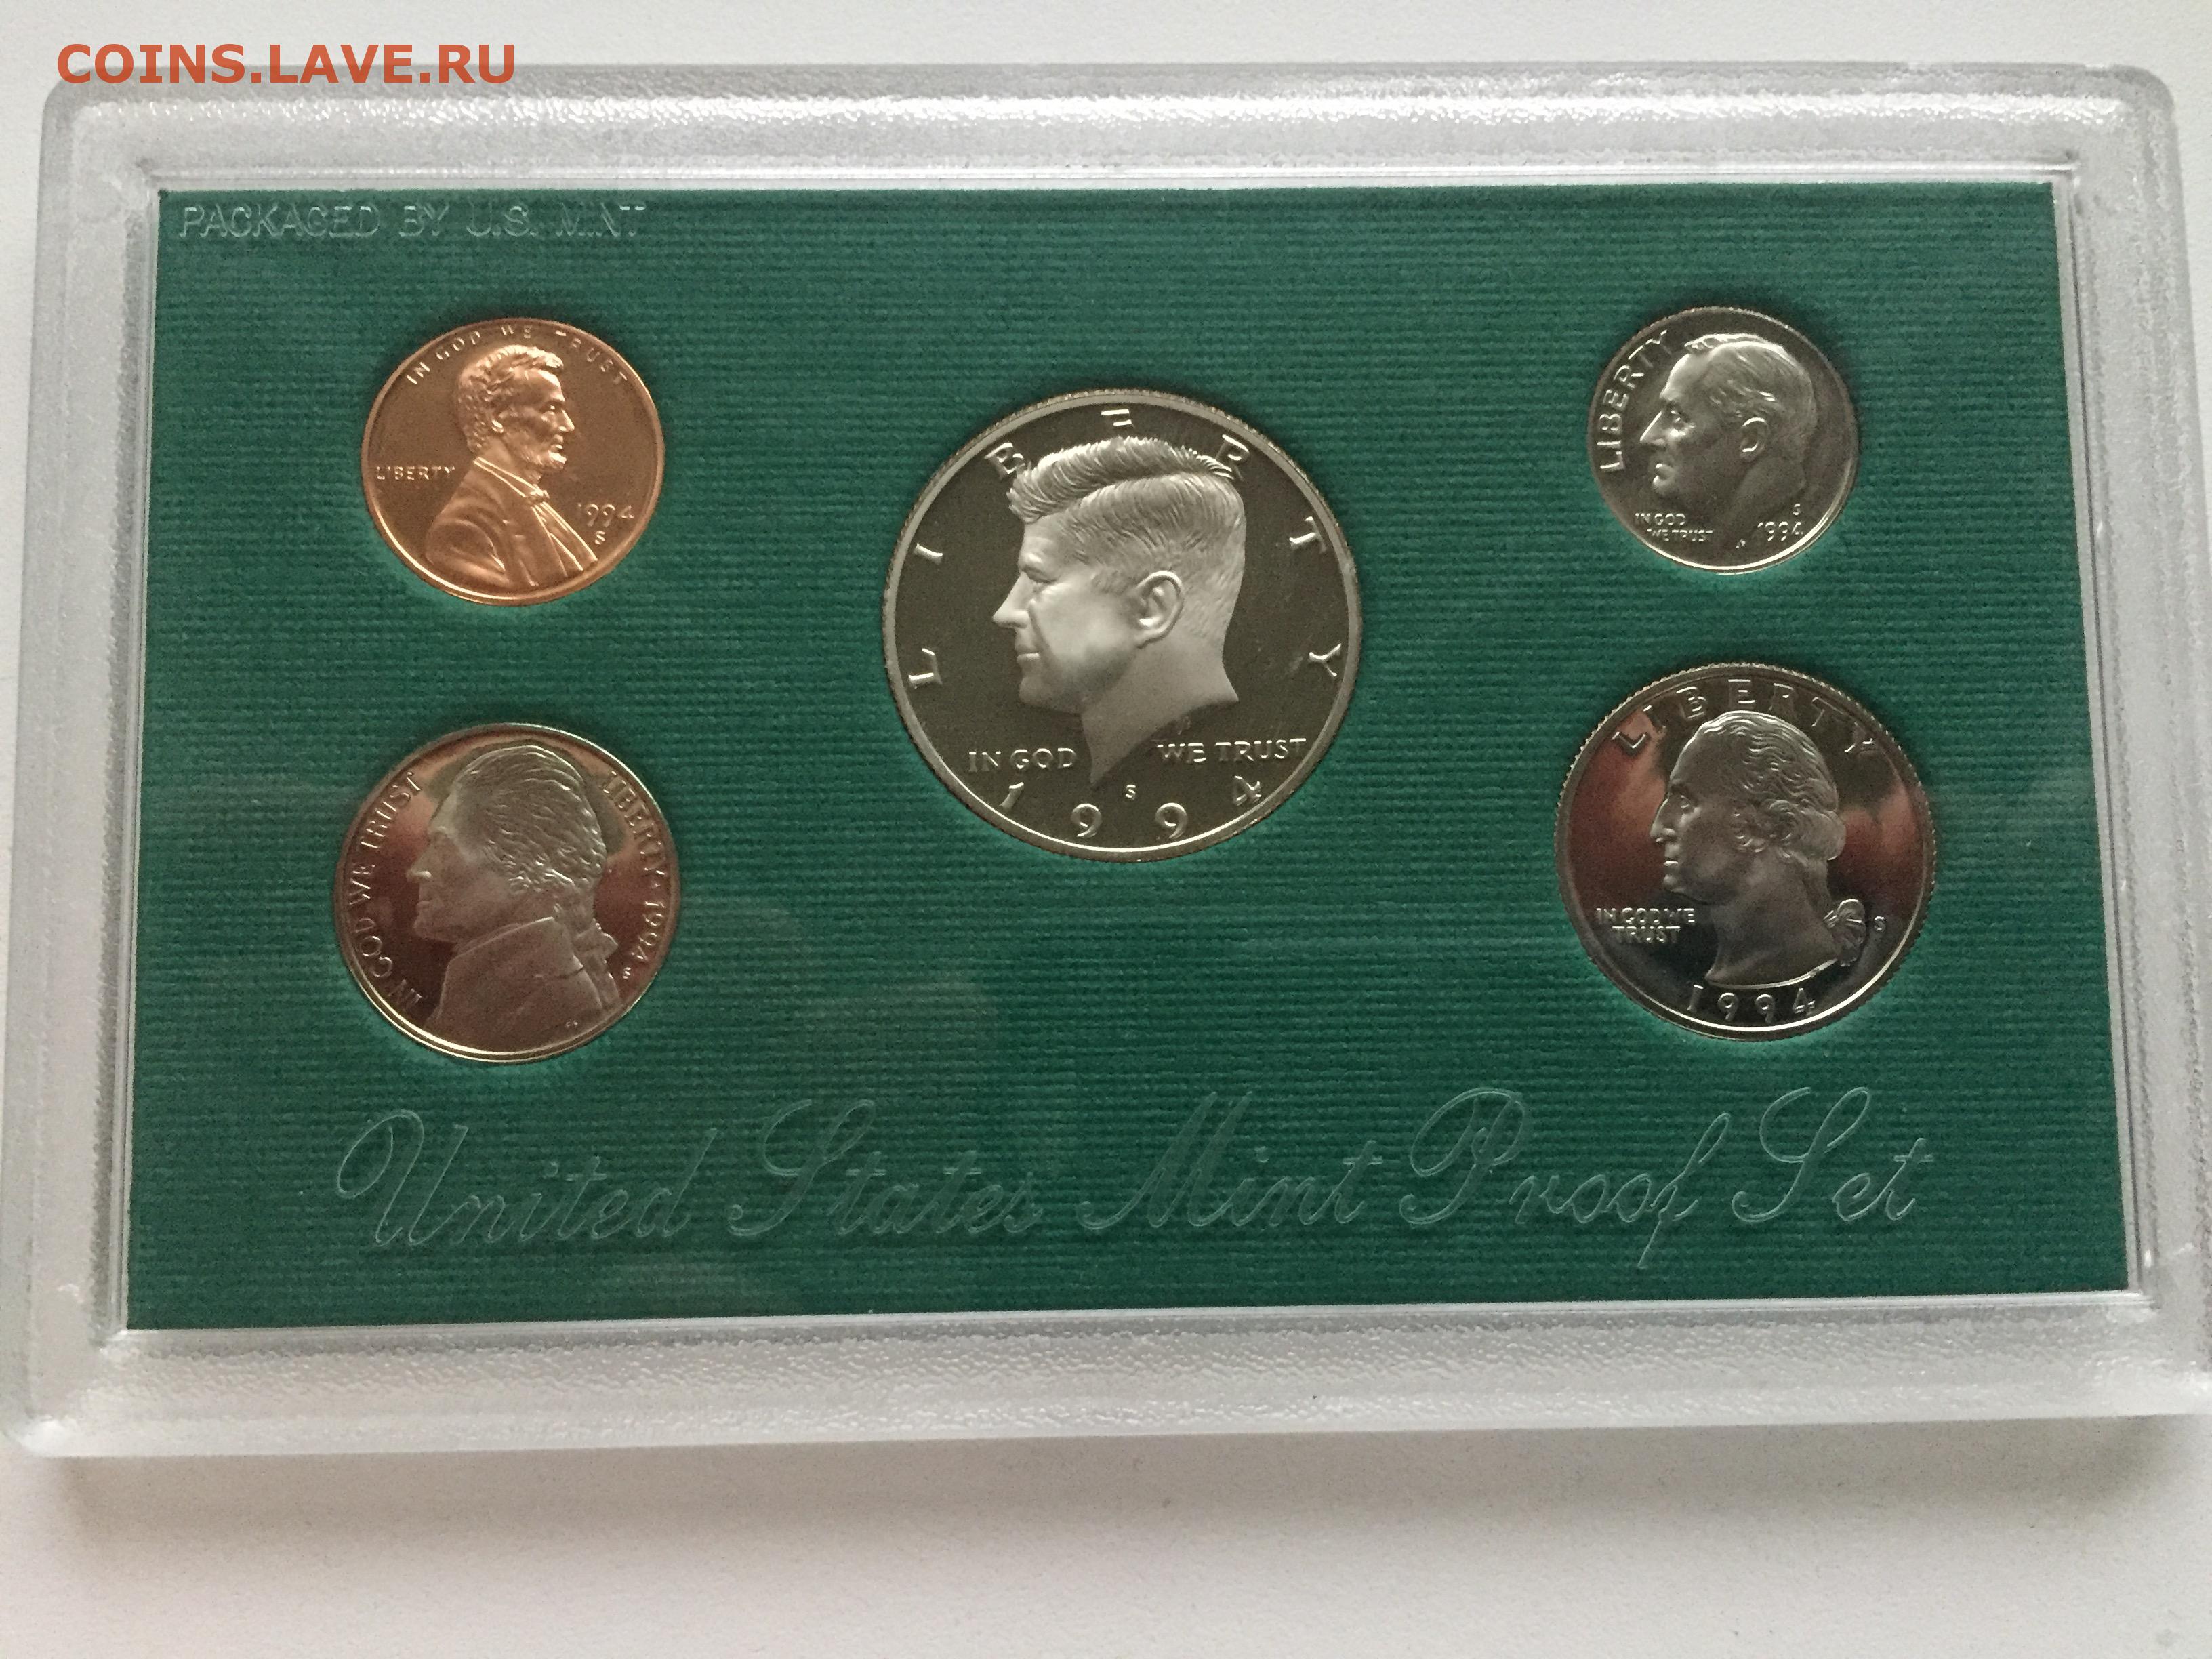 COINS.LAVE.RU
PACKAGED BY U.S. MINT
IN GOD WE TRUST
LIBERTY
1994
S
LIBERTY
IN GOD WE TRUST
1994
S
LIBERTY
IN GOD
WE TRUST
S
1994
IN GOD WE TRUST
LIBERTY · 1994
S
LIBERTY
IN GOD WE
TRUST
S
1994
United States Mint Proof Set